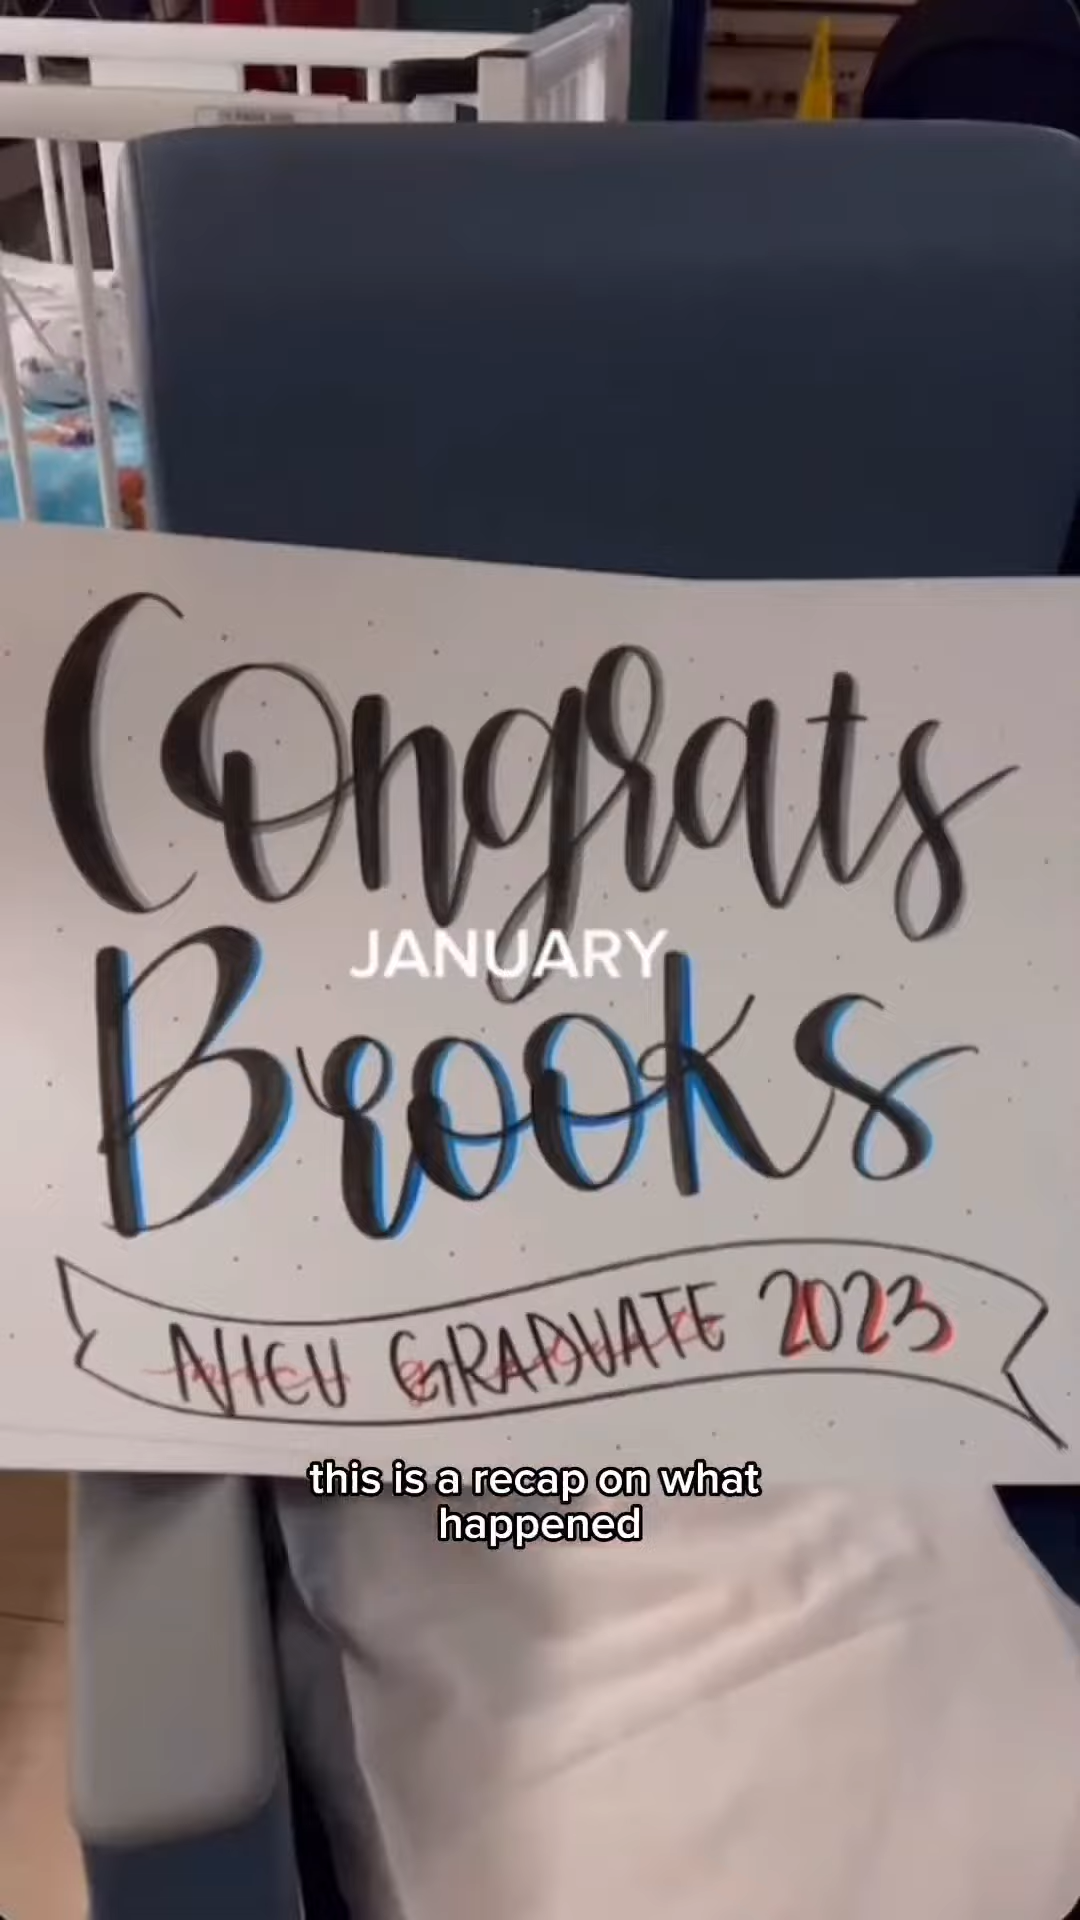 Congrats
JANUARY
Brooks
NICU GRADUATE 2023
this is a recap on what
happened